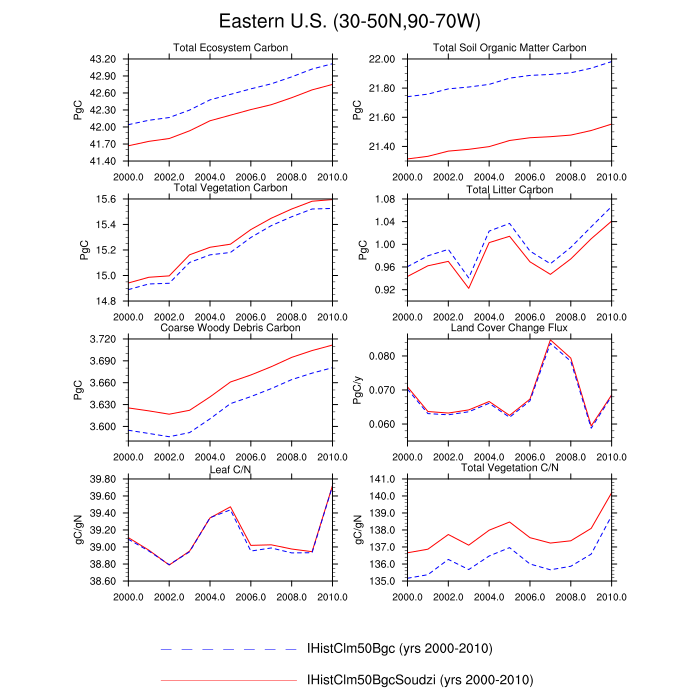 Eastern U.S. (30-50N,90-70W)
Total Ecosystem Carbon
Total Soil Organic Matter Carbon
43.20
42.90
42.60
42.30
42.00
41.70
41.40
PgC
2000.0 2002.0 2004.0 2006.0 2008.0 2010.0
22.00
21.80
21.60
21.40
PgC
2000.0 2002.0 2004.0 2006.0 2008.0 2010.0
Total Vegetation Carbon
Total Litter Carbon
15.6
15.4
15.2
15.0
14.8
PgC
2000.0 2002.0 2004.0 2006.0 2008.0 2010.0
1.08
1.04
1.00
0.96
0.92
PgC
2000.0 2002.0 2004.0 2006.0 2008.0 2010.0
Coarse Woody Debris Carbon
Land Cover Change Flux
3.720
3.690
3.660
3.630
3.600
PgC
2000.0 2002.0 2004.0 2006.0 2008.0 2010.0
0.080
0.070
0.060
PgC/y
2000.0 2002.0 2004.0 2006.0 2008.0 2010.0
Leaf C/N
Total Vegetation C/N
39.80
39.60
39.40
39.20
39.00
38.80
38.60
gC/gN
2000.0 2002.0 2004.0 2006.0 2008.0 2010.0
141.0
140.0
139.0
138.0
137.0
136.0
135.0
gC/gN
2000.0 2002.0 2004.0 2006.0 2008.0 2010.0
IHistClm50Bgc (yrs 2000-2010)
IHistClm50BgcSoudzi (yrs 2000-2010)